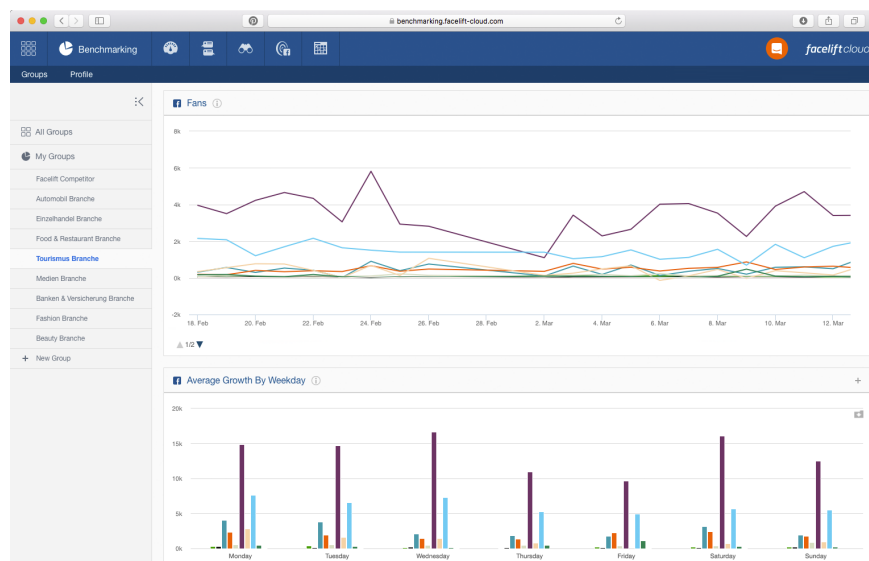 benchmarking.facelift-cloud.com
Benchmarking
faceliftcloud
Groups Profile
All Groups
My Groups
Facelift Competitor
Automobil Branche
Einzelhandel Branche
Food & Restaurant Branche
Tourismus Branche
Medien Branche
Banken & Versicherung Branche
Fashion Branche
Beauty Branche
+ New Group
Fans
8k
6k
4k
2k
0k
-2k
18. Feb 20. Feb 22. Feb 24. Feb 26. Feb 28. Feb 2. Mar 4. Mar 6. Mar 8. Mar 10. Mar 12. Mar
1/2
Average Growth By Weekday
+
20k
15k
10k
5k
0k
Monday Tuesday Wednesday Thursday Friday Saturday Sunday